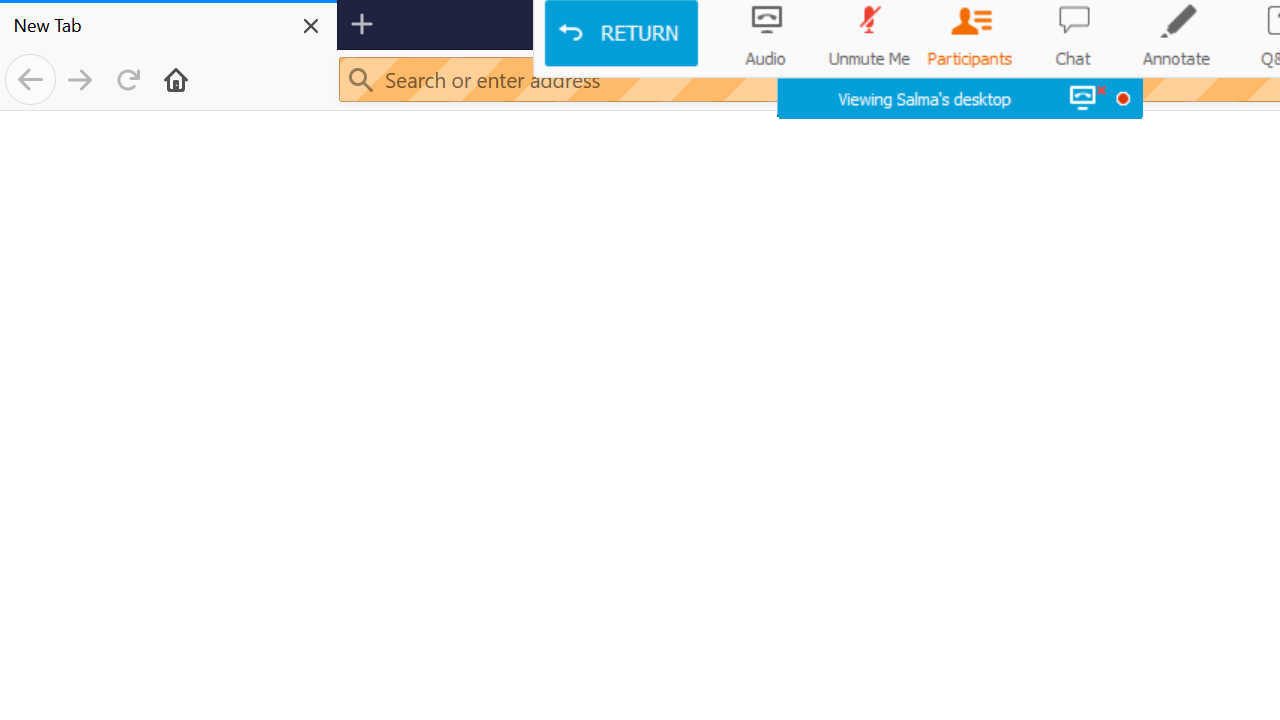 New Tab
RETURN
Audio
Unmute Me
Participants
Chat
Annotate
Search or enter address
Viewing Salma's desktop